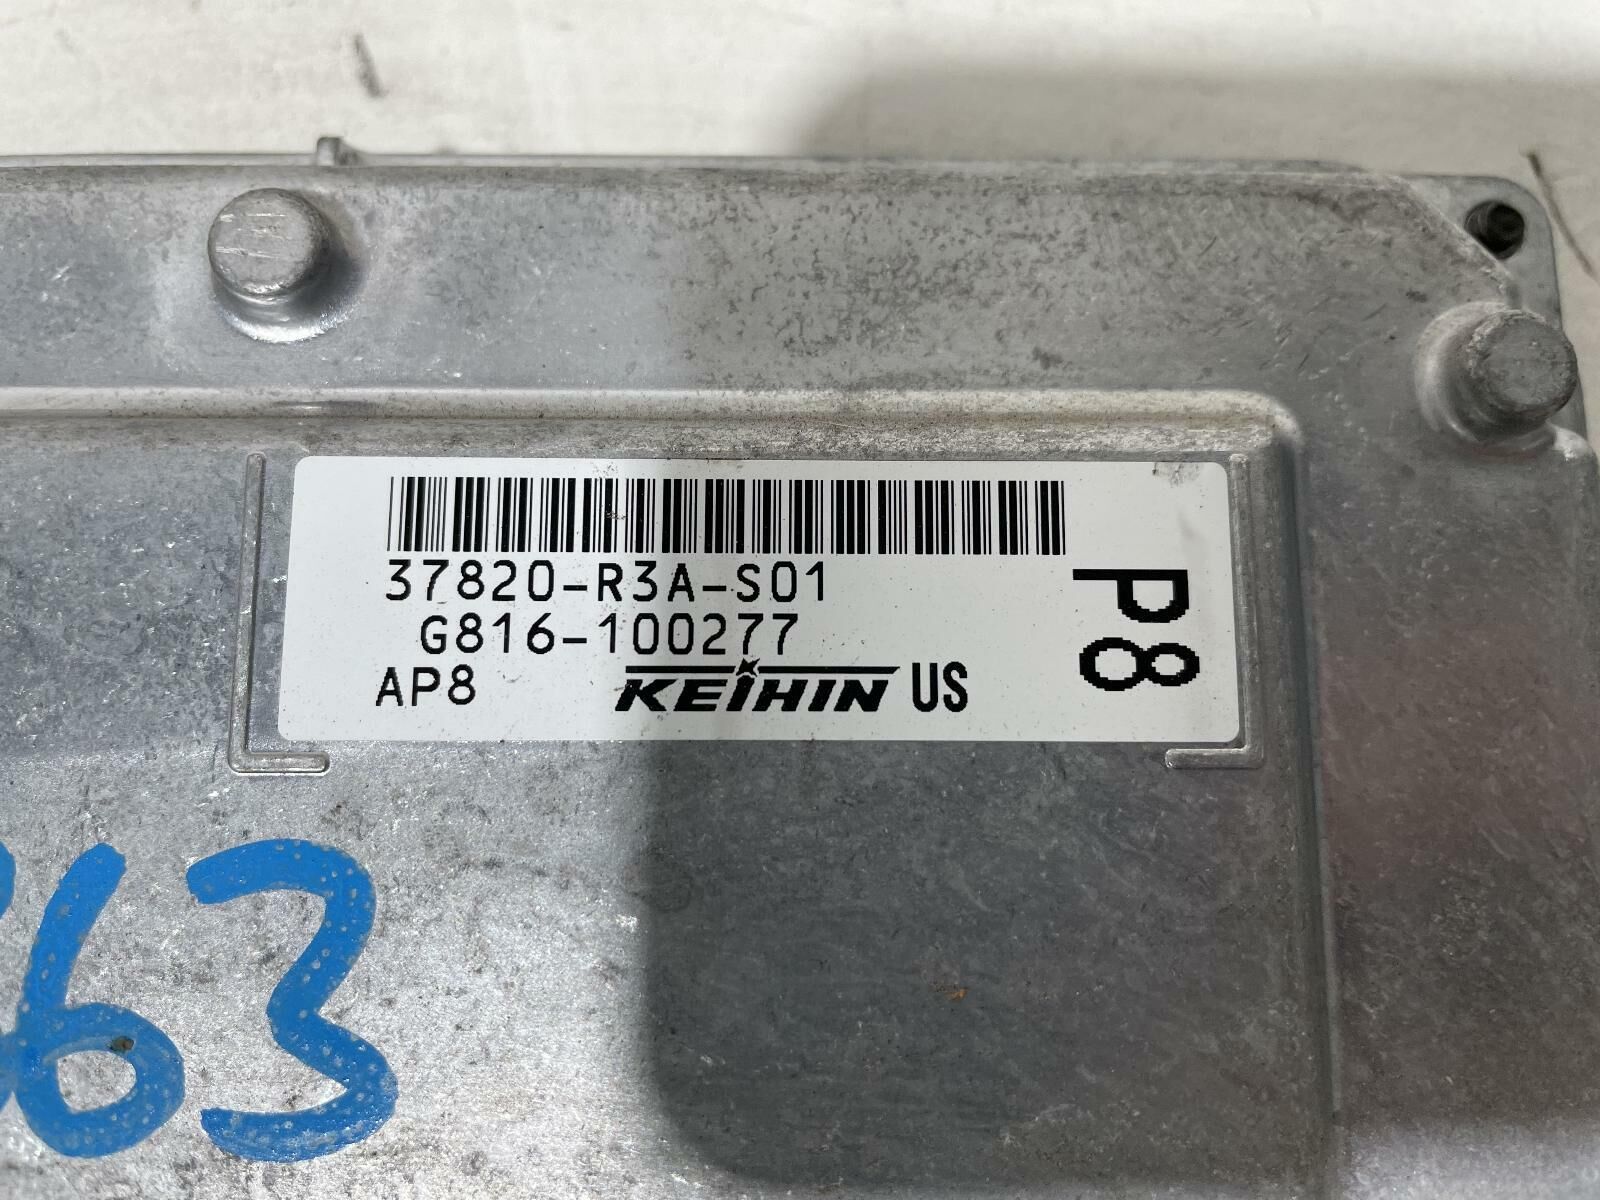 37820-R3A-S01
G816-100277
AP8 KEIHIN US
P8
63